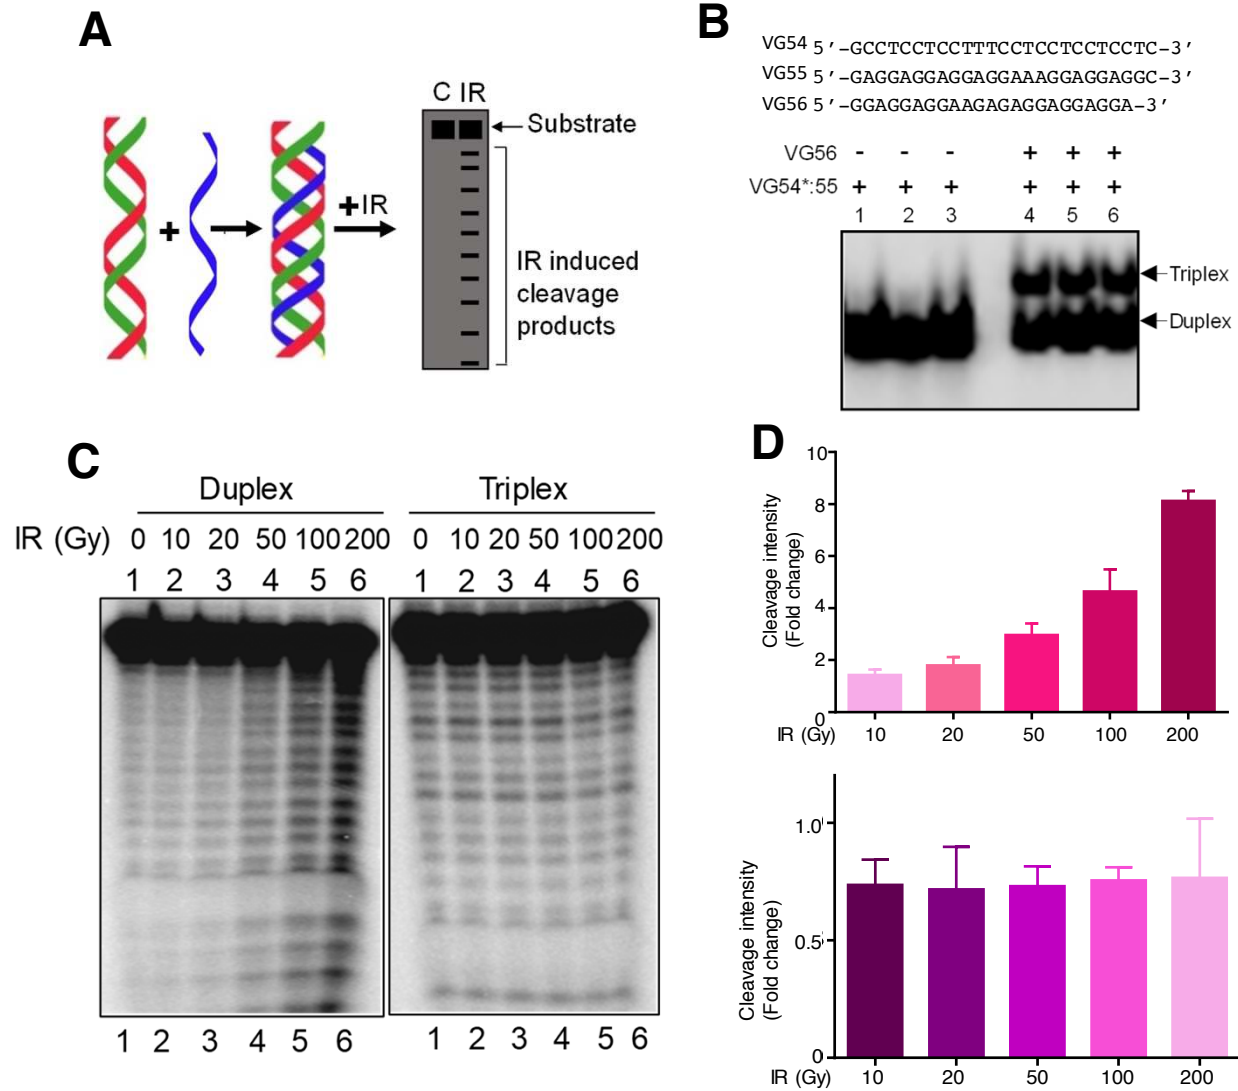 A
C IR
Substrate
+
+IR
IR induced
cleavage
products
B
VG54 5'-GCCTCCTCCTTTCCTCCTCCTCCTC-3'
VG55 5'-GAGGAGGAGGAGGAAAGGAGGAGGC-3'
VG56 5'-GGAGGAGGAAGAGAGGAGGAGGA-3'
VG56 - - - + + +
VG54*:55 + + + + + +
1 2 3 4 5 6
Triplex
Duplex
C
Duplex Triplex
IR (Gy) 0 10 20 50 100 200 0 10 20 50 100 200
1 2 3 4 5 6 1 2 3 4 5 6
1 2 3 4 5 6 1 2 3 4 5 6
D
Cleavage intensity
(Fold change)
10
8
6
4
2
0
IR (Gy) 10 20 50 100 200
Cleavage intensity
(Fold change)
1.0
0.5
0
IR (Gy) 10 20 50 100 200